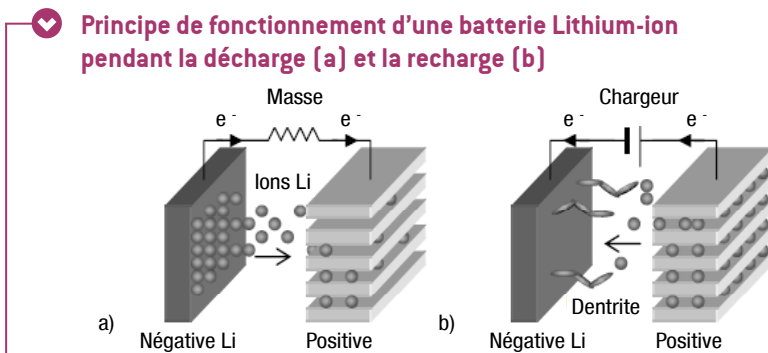 Principe de fonctionnement d'une batterie Lithium-ion
pendant la décharge (a) et la recharge (b)
Masse
e - e -
Ions Li
a)
Négative Li Positive
Chargeur
e - e -
Dentrite
b)
Négative Li Positive